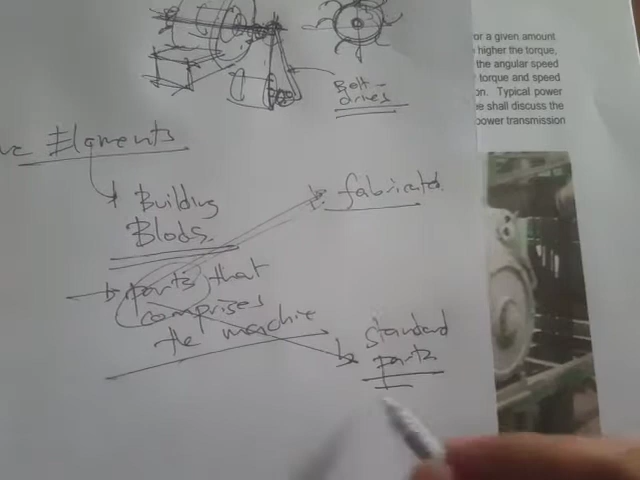 Belt-
drives
Elements
Building
Blocks.
parts that
comprises
the machine
fabricated.
standard
parts
or a given amount
higher the torque,
the angular speed
torque and speed
on. Typical power
e shall discuss the
power transmission